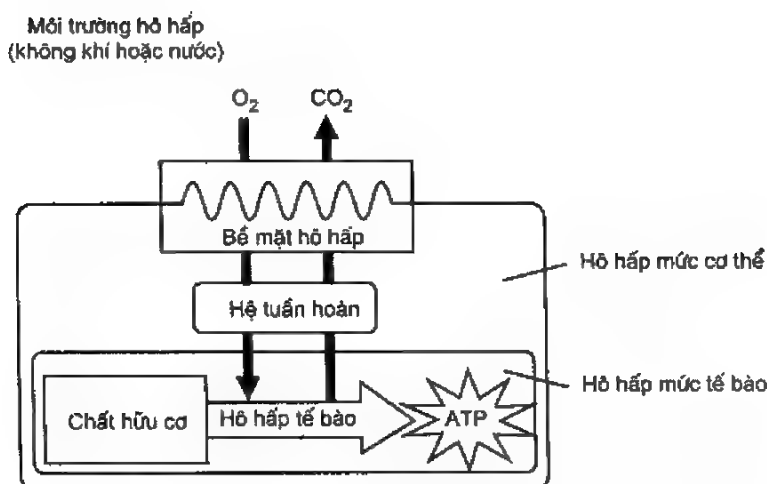 Môi trường hô hấp
(không khí hoặc nước)
O₂ CO₂
Bề mặt hô hấp
Hô hấp mức cơ thể
Hệ tuần hoàn
Hô hấp mức tế bào
Chất hữu cơ
Hô hấp tế bào
ATP